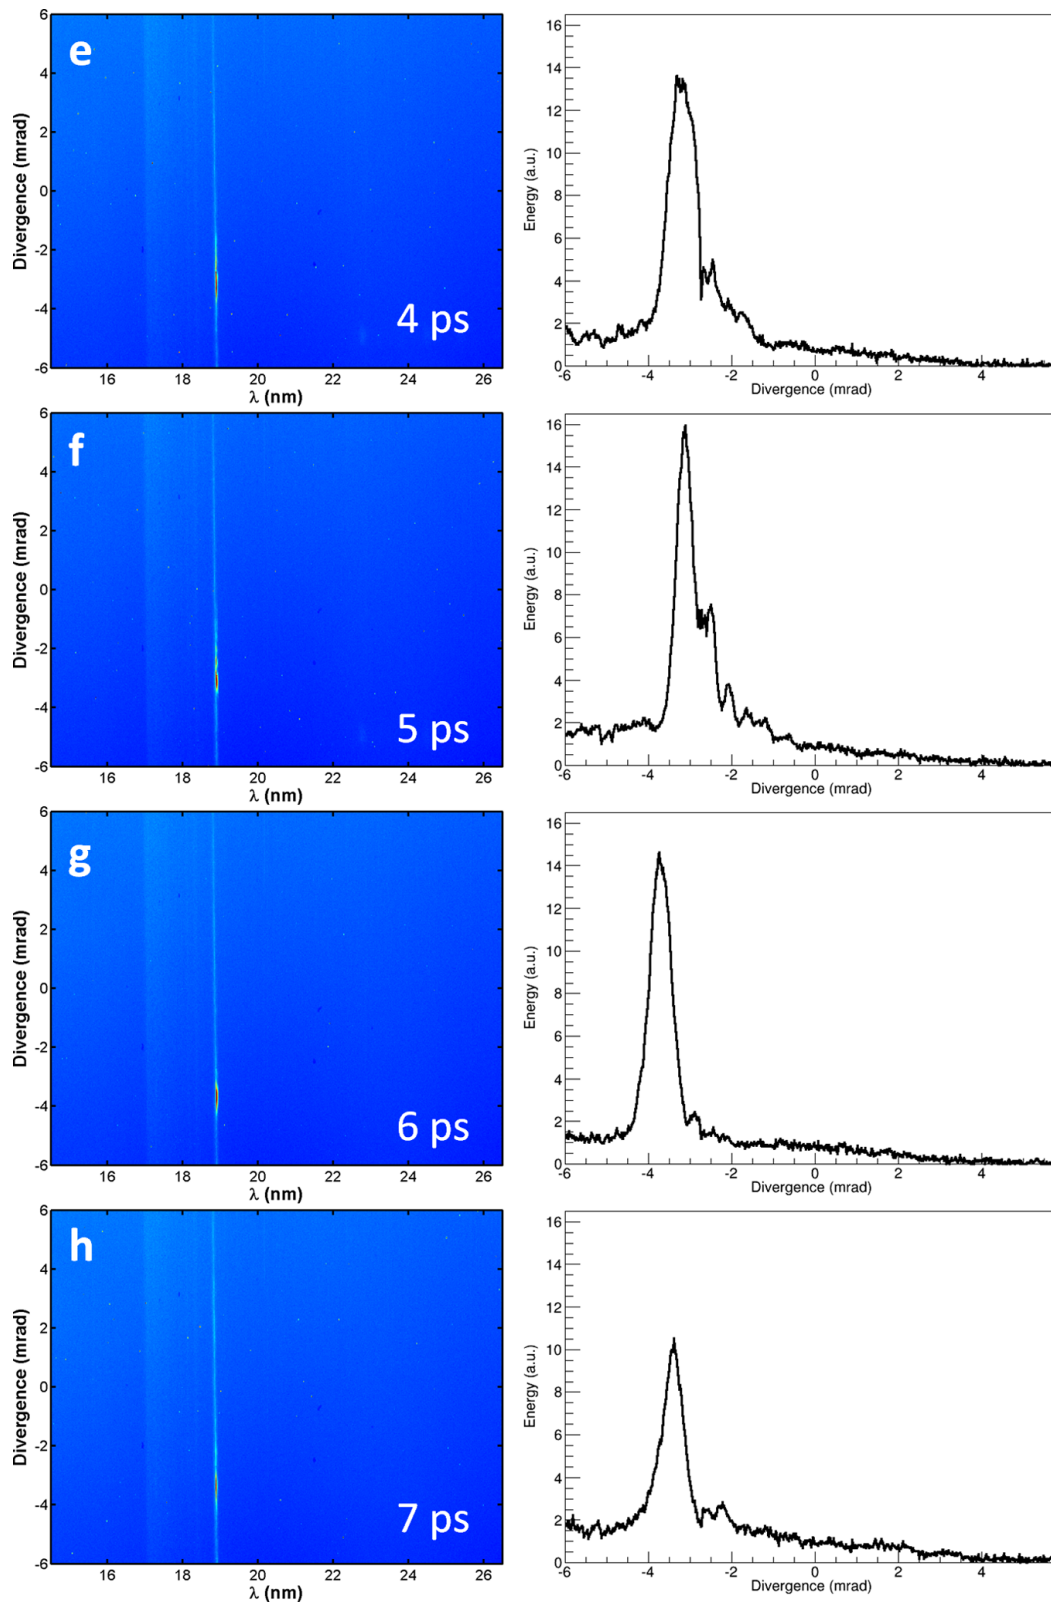 e
Divergence (mrad)
6
4
2
0
-2
-4
-6
4 ps
16 18 20 22 24 26
λ (nm)
Energy (a.u.)
16
14
12
10
8
6
4
2
0
-6 -4 -2 0 2 4
Divergence (mrad)
f
Divergence (mrad)
6
4
2
0
-2
-4
-6
5 ps
16 18 20 22 24 26
λ (nm)
Energy (a.u.)
16
14
12
10
8
6
4
2
0
-6 -4 -2 0 2 4
Divergence (mrad)
g
Divergence (mrad)
6
4
2
0
-2
-4
-6
6 ps
16 18 20 22 24 26
λ (nm)
Energy (a.u.)
16
14
12
10
8
6
4
2
0
-6 -4 -2 0 2 4
Divergence (mrad)
h
Divergence (mrad)
6
4
2
0
-2
-4
-6
7 ps
16 18 20 22 24 26
λ (nm)
Energy (a.u.)
16
14
12
10
8
6
4
2
0
-6 -4 -2 0 2 4
Divergence (mrad)